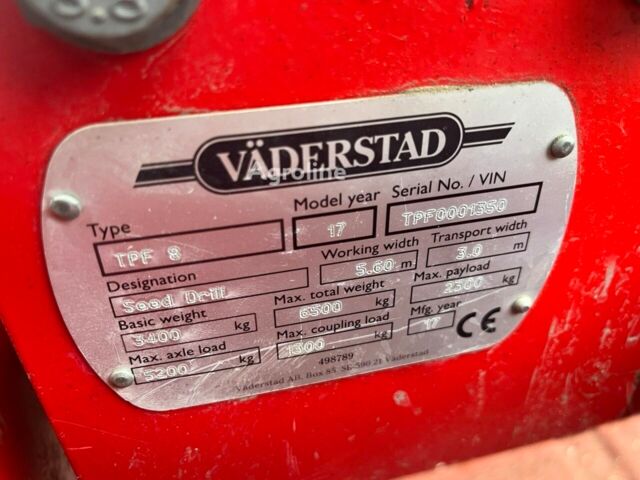 VÄDERSTAD
Agroline
Type Model year Serial No. / VIN
TPF 8 17 TPF0001350
Designation Working width Transport width
Seed Drill 5.60 m 3.0 m
Basic weight Max. total weight Max. payload
3400 kg 6500 kg 2300 kg
Max. axle load Max. coupling load Mfg. year
5200 kg 1300 kg 17 CE
498789
Väderstad AB, Box 85, SE-590 21 Väderstad